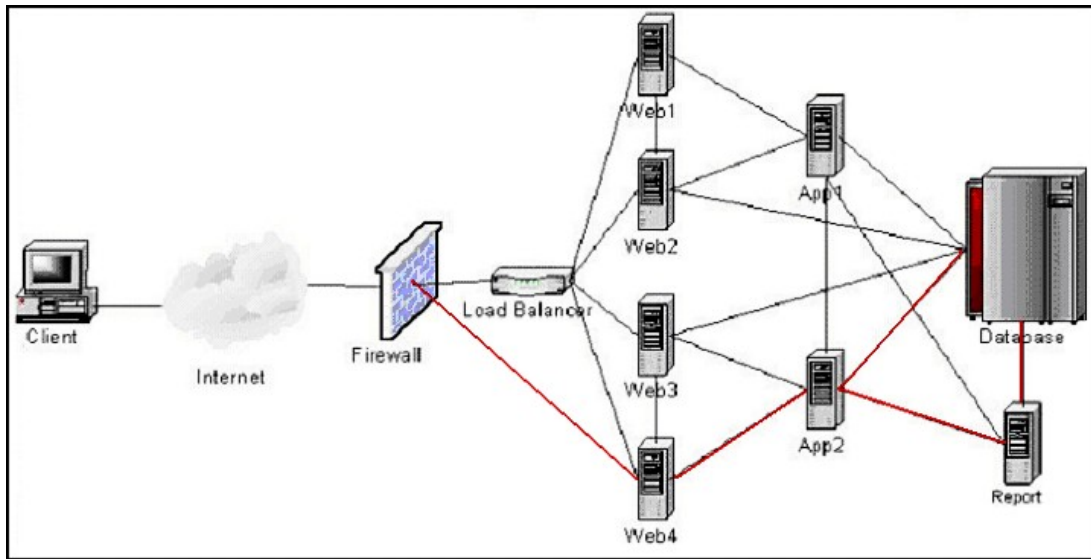 Client
Internet
Firewall
Load Balancer
Web1
Web2
Web3
Web4
App1
App2
Database
Report